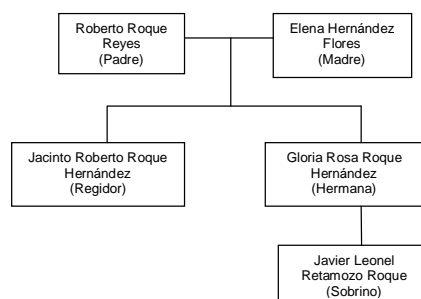 Roberto Roque
Reyes
(Padre)
Elena Hernández
Flores
(Madre)
Jacinto Roberto Roque
Hernández
(Regidor)
Gloria Rosa Roque
Hernández
(Hermana)
Javier Leonel
Retamozo Roque
(Sobrino)